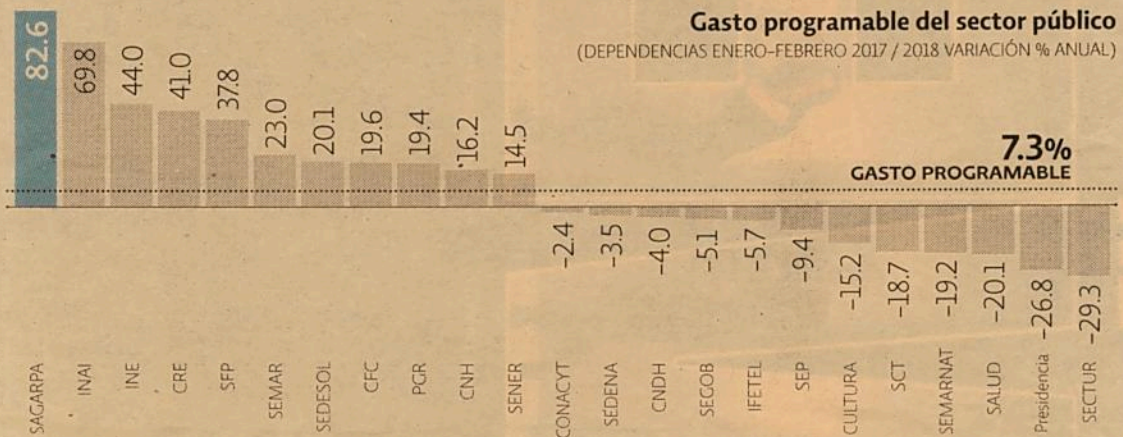 Gasto programable del sector público
(DEPENDENCIAS ENERO-FEBRERO 2017 / 2018 VARIACIÓN % ANUAL)
82.6
69.8
44.0
41.0
37.8
23.0
20.1
19.6
19.4
16.2
14.5
7.3%
GASTO PROGRAMABLE
-2.4
-3.5
-4.0
-5.1
-5.7
-9.4
-15.2
-18.7
-19.2
-20.1
-26.8
-29.3
SAGARPA
INAI
INE
CRE
SFP
SEMAR
SEDESOL
CFC
PGR
CNH
SENER
CONACYT
SEDENA
CNDH
SEGOB
IFETEL
SEP
CULTURA
SCT
SEMARNAT
SALUD
Presidencia
SECTUR